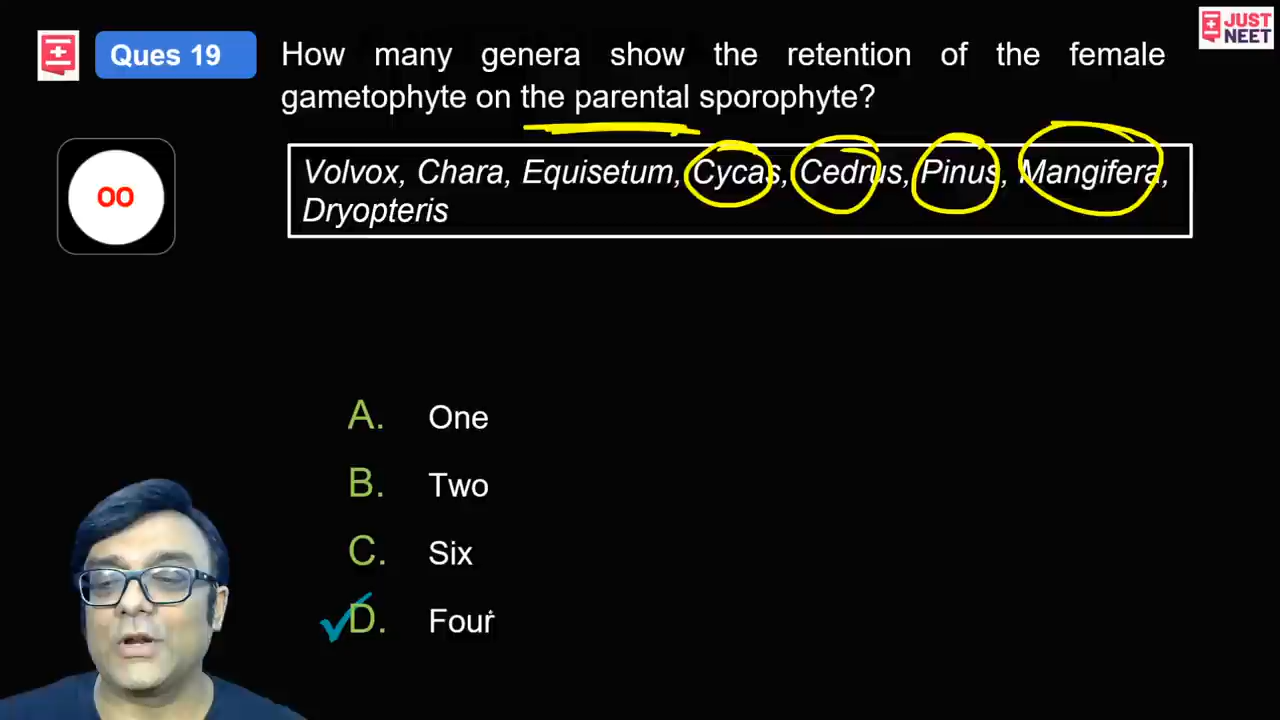 JUST
NEET
Ques 19
How many genera show the retention of the female
gametophyte on the parental sporophyte?
00
Volvox, Chara, Equisetum, Cycas, Cedrus, Pinus, Mangifera,
Dryopteris
A. One
B. Two
C. Six
D. Four